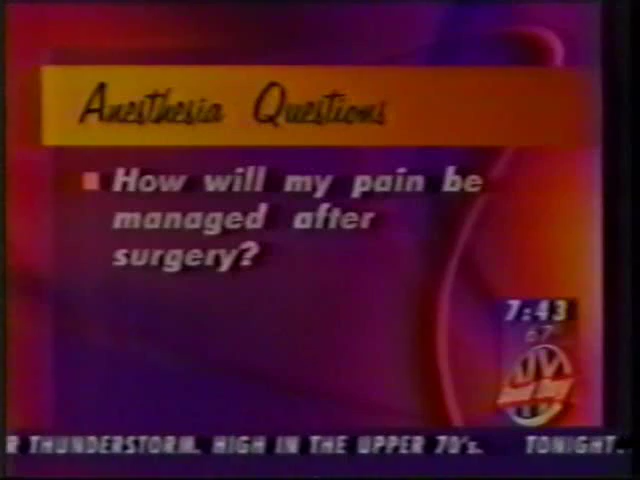 Anesthesia Questions
How will my pain be
managed after
surgery?
7:43
67°
R THUNDERSTORM. HIGH IN THE UPPER 70's. TONIGHT.